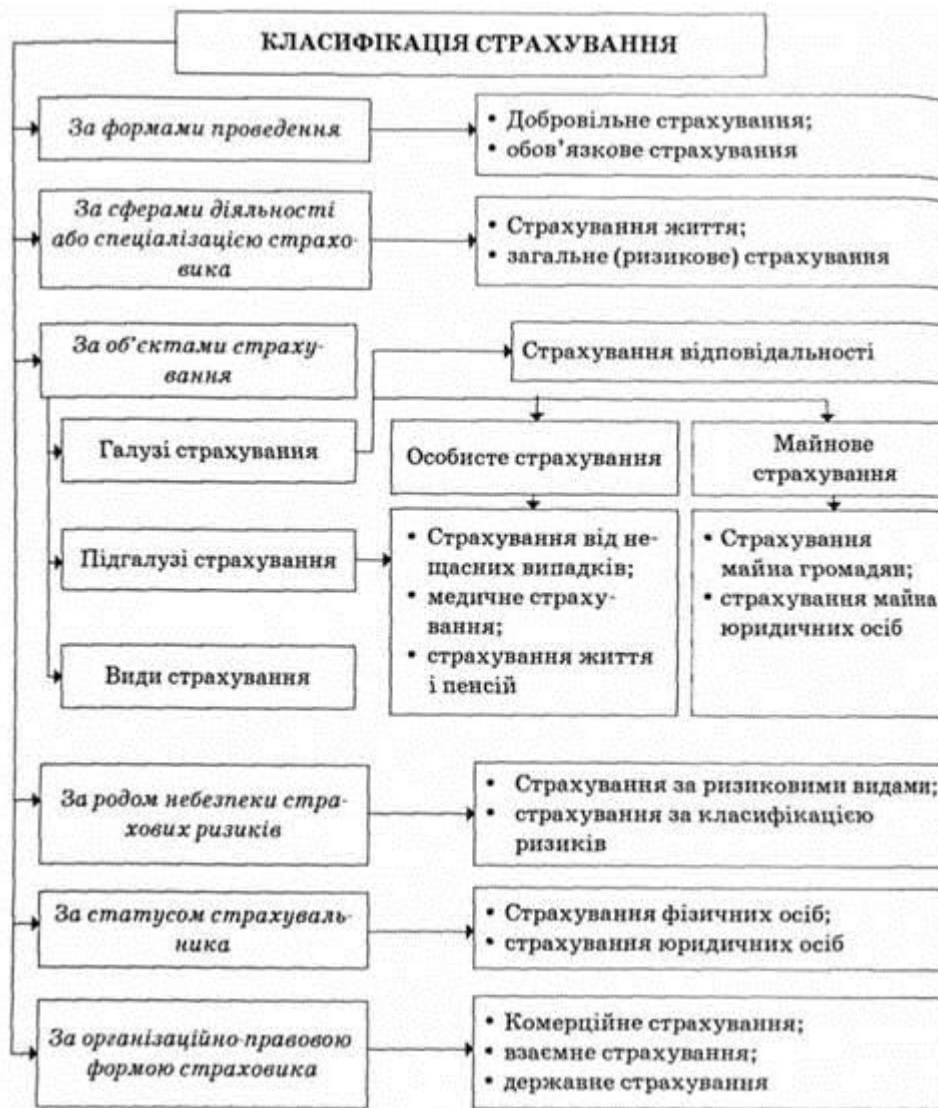 КЛАСИФІКАЦІЯ СТРАХУВАННЯ
За формами проведення
• Добровільне страхування;
• обов’язкове страхування
За сферами діяльності
або спеціалізацією страхо-
вика
• Страхування життя;
• загальне (ризикове) страхування
За об’єктами страху-
вання
Страхування відповідальності
Галузі страхування
Особисте страхування
Майнове
страхування
Підгалузі страхування
• Страхування від не-
щасних випадків;
• медичне страху-
вання;
• страхування життя
і пенсій
• Страхування
майна громадян;
• страхування майна
юридичних осіб
Види страхування
За родом небезпеки стра-
хових ризиків
• Страхування за ризиковими видами;
• страхування за класифікацією
ризиків
За статусом страхуваль-
ника
• Страхування фізичних осіб;
• страхування юридичних осіб
За організаційно-правовою
формою страховика
• Комерційне страхування;
• взаємне страхування;
• державне страхування